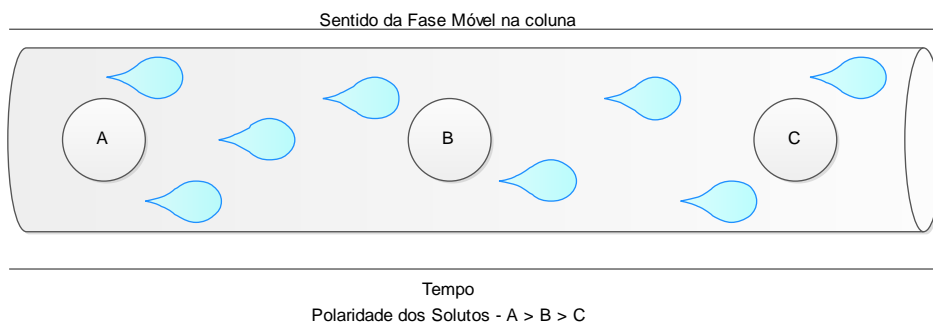 Sentido da Fase Móvel na coluna
A
B
C
Tempo
Polaridade dos Solutos - A > B > C